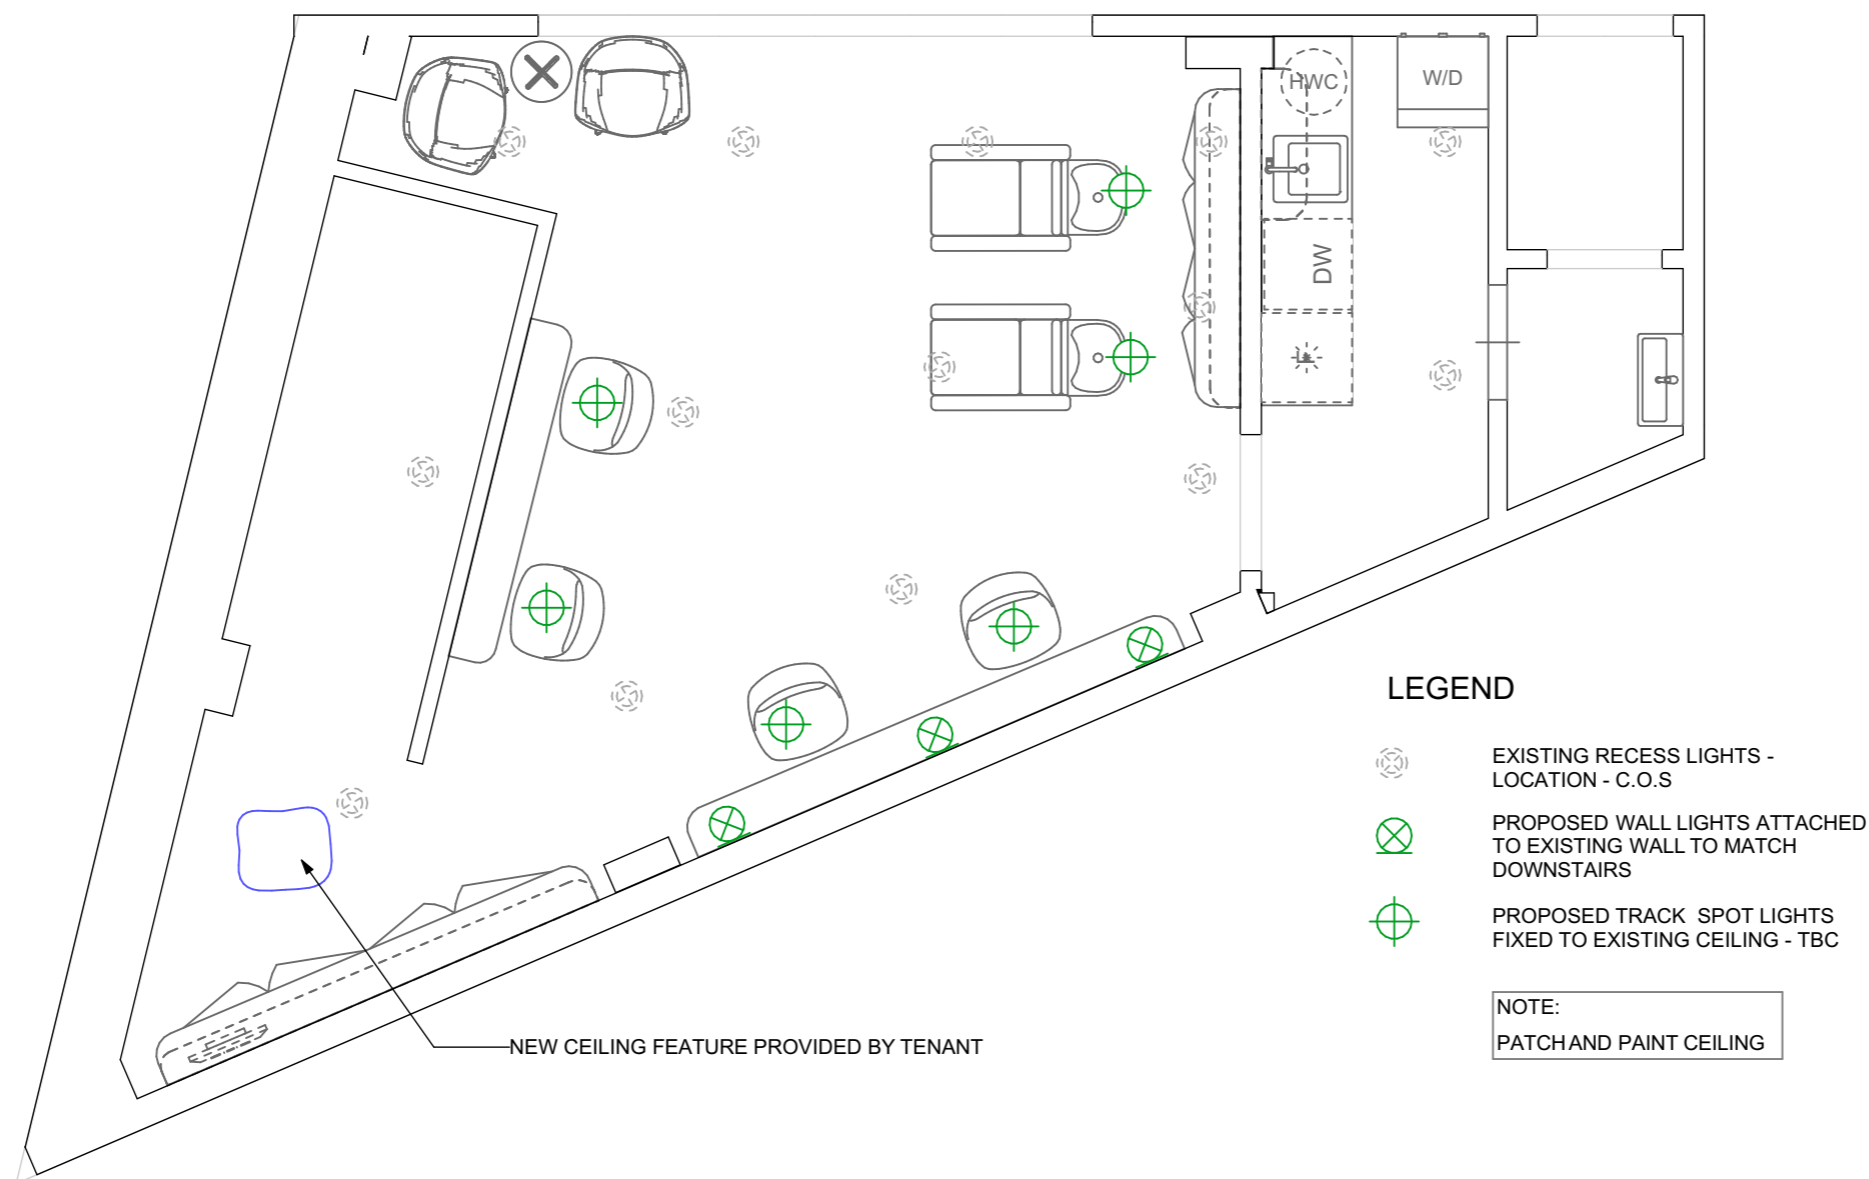 HWC
W/D
DW
LEGEND
EXISTING RECESS LIGHTS -
LOCATION - C.O.S
PROPOSED WALL LIGHTS ATTACHED
TO EXISTING WALL TO MATCH
DOWNSTAIRS
PROPOSED TRACK SPOT LIGHTS
FIXED TO EXISTING CEILING - TBC
NOTE:
PATCH AND PAINT CEILING
NEW CEILING FEATURE PROVIDED BY TENANT